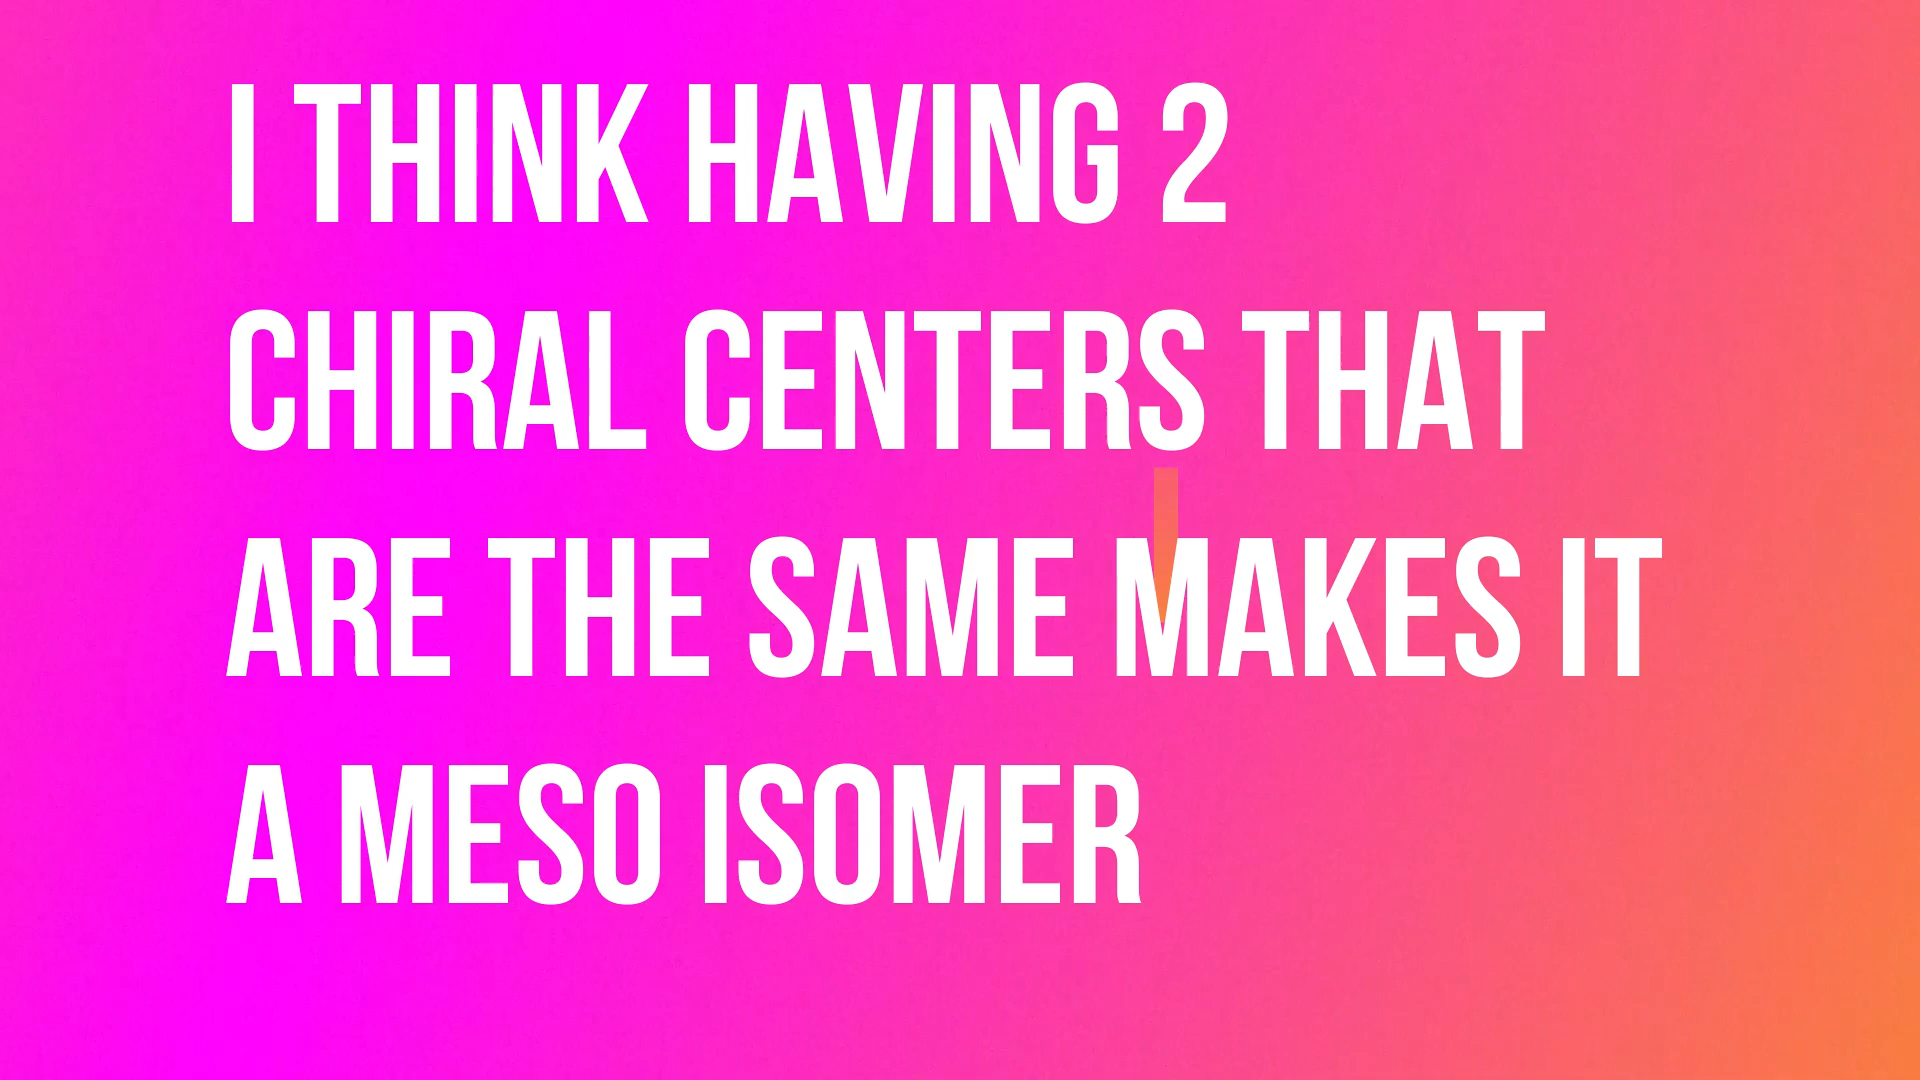 I THINK HAVING 2
CHIRAL CENTERS THAT
ARE THE SAME MAKES IT
A MESO ISOMER